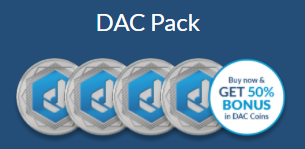 DAC Pack
Buy now &
GET 50%
BONUS
in DAC Coins